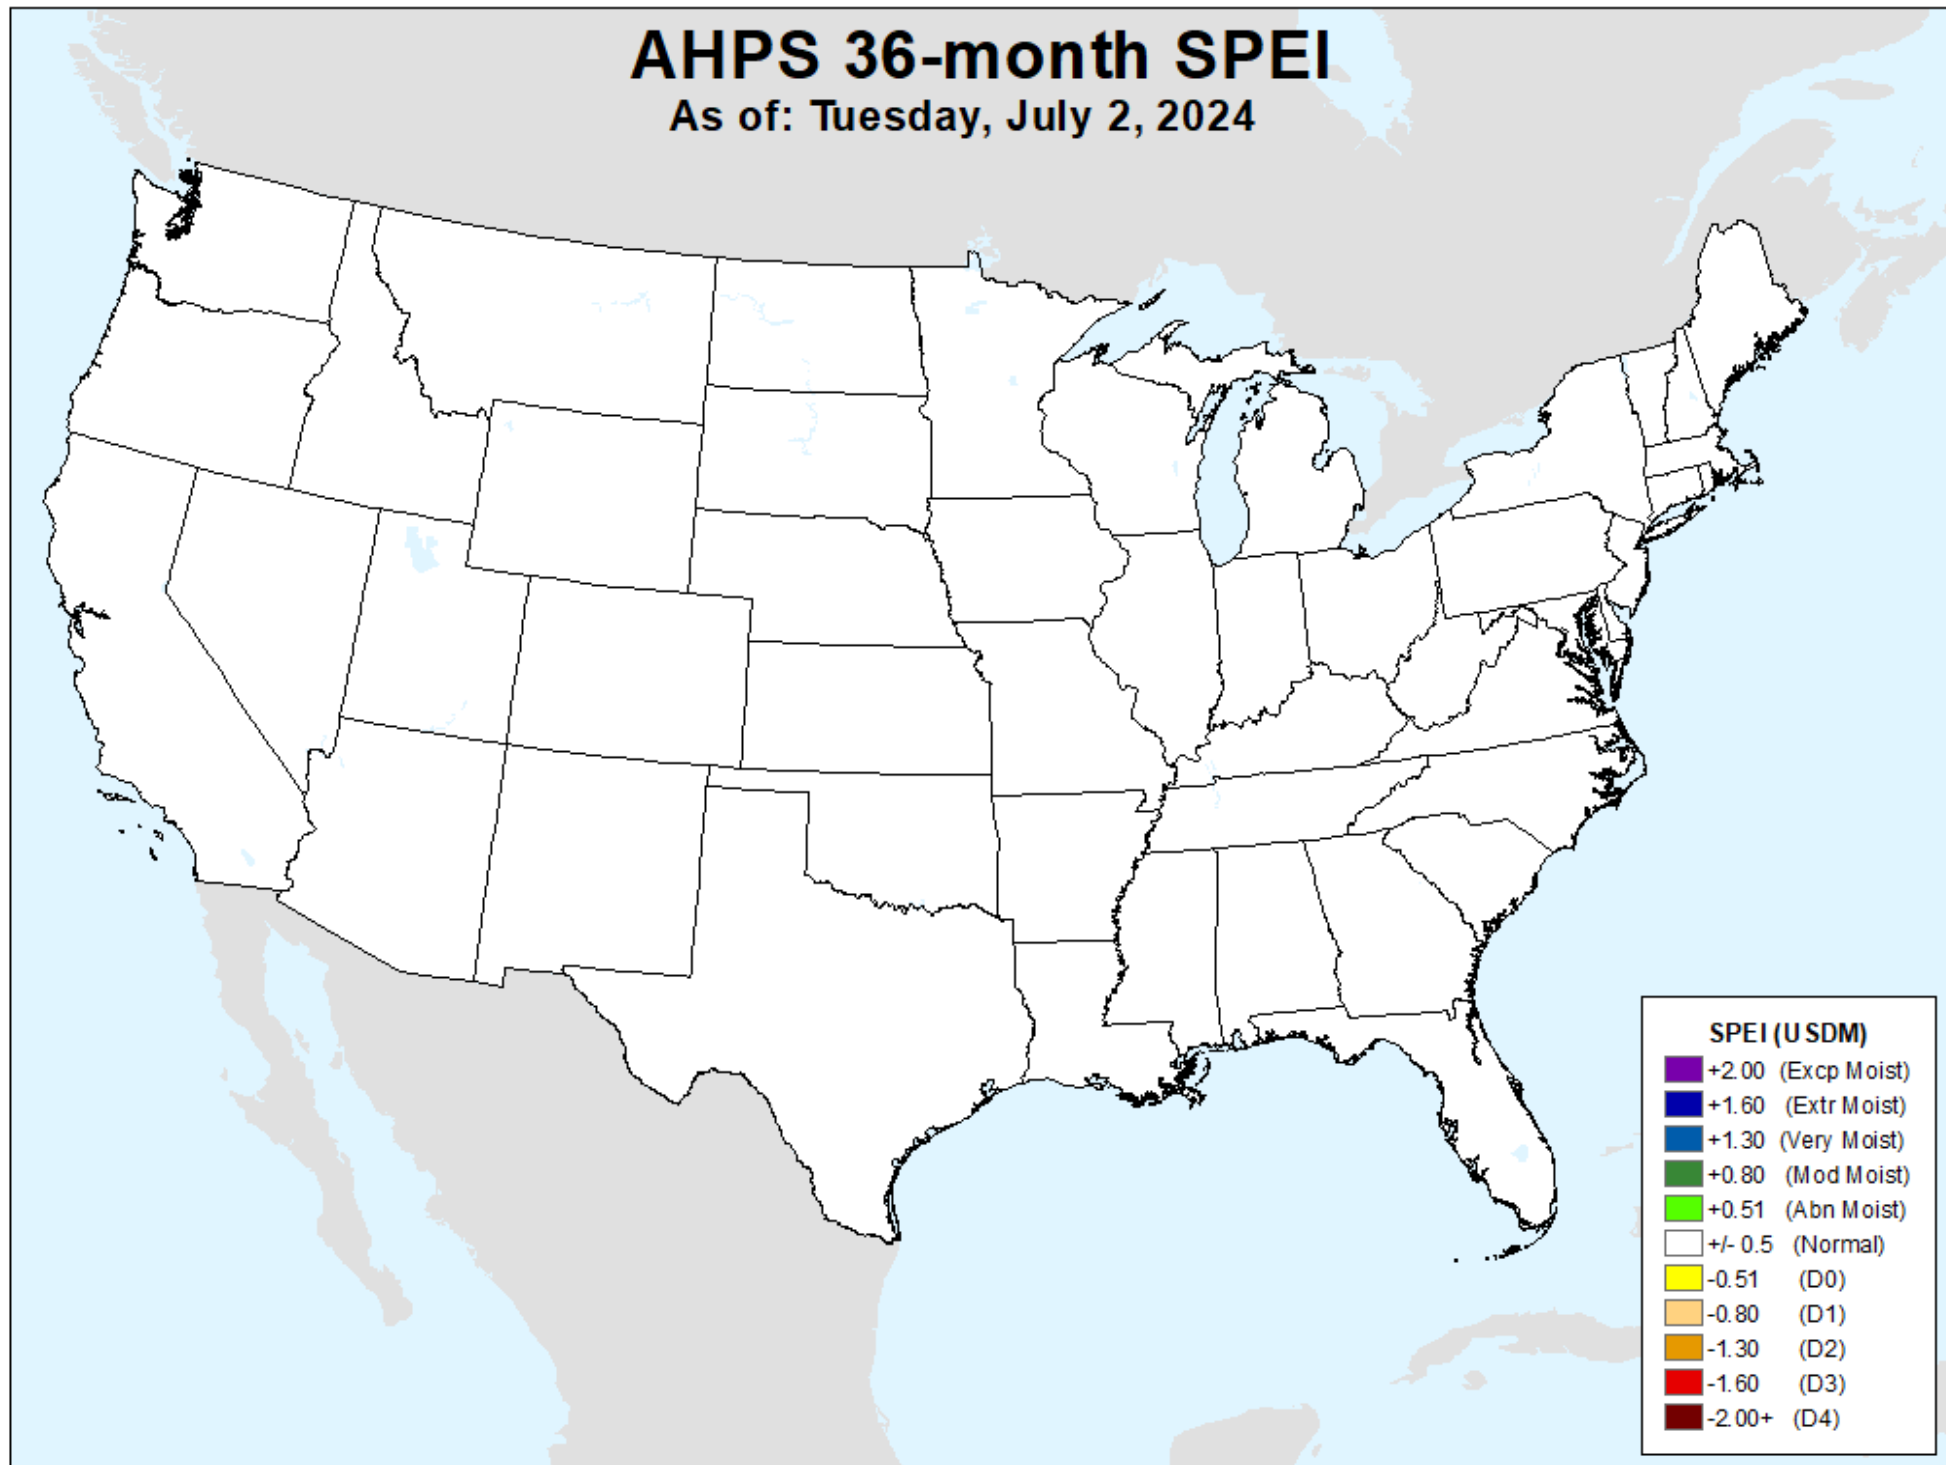 AHPS 36-month SPEI
As of: Tuesday, July 2, 2024
SPEI (USDM)
+2.00 (Excp Moist)
+1.60 (Extr Moist)
+1.30 (Very Moist)
+0.80 (Mod Moist)
+0.51 (Abn Moist)
+/- 0.5 (Normal)
-0.51 (D0)
-0.80 (D1)
-1.30 (D2)
-1.60 (D3)
-2.00+ (D4)